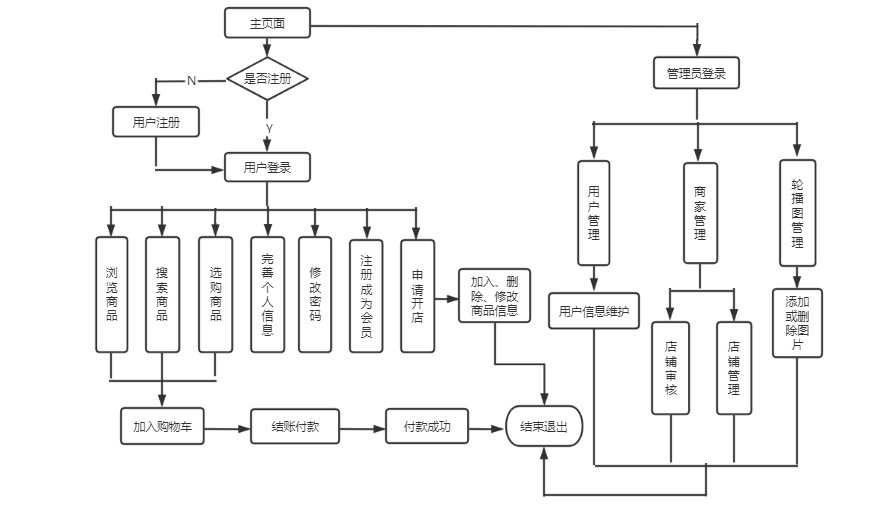 主页面
是否注册
管理员登录
N
用户注册
Y
用户登录
浏览商品
搜索商品
选购商品
完善个人信息
修改密码
注册成为会员
申请开店
加入、删
除、修改
商品信息
用户管理
商家管理
轮播图管理
用户信息维护
添加
或删
除图
片
店铺审核
店铺管理
加入购物车
结账付款
付款成功
结束退出